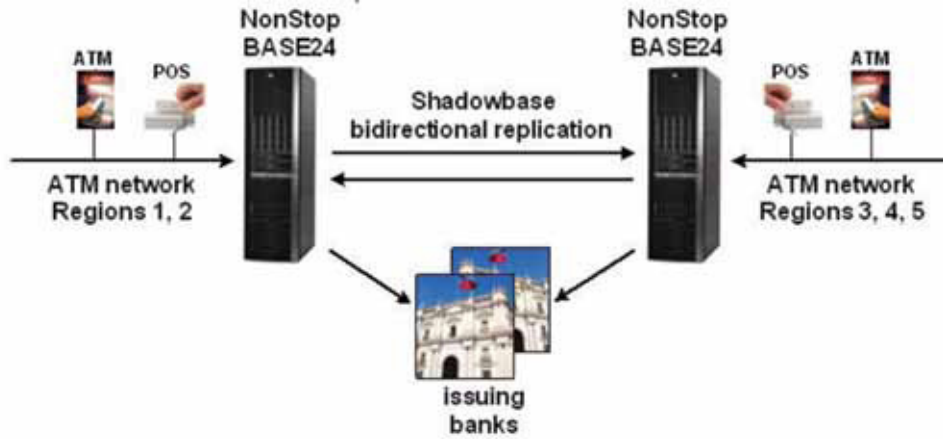 NonStop
BASE24
NonStop
BASE24
ATM
POS
POS
ATM
Shadowbase
bidirectional replication
ATM network
Regions 1, 2
ATM network
Regions 3, 4, 5
issuing
banks